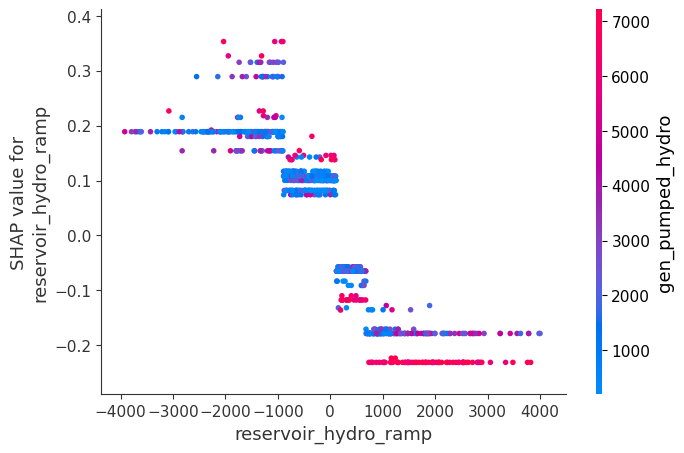 0.4
0.3
0.2
0.1
0.0
−0.1
−0.2
SHAP value for
reservoir_hydro_ramp
−4000 −3000 −2000 −1000 0 1000 2000 3000 4000
reservoir_hydro_ramp
7000
6000
5000
4000
3000
2000
1000
gen_pumped_hydro